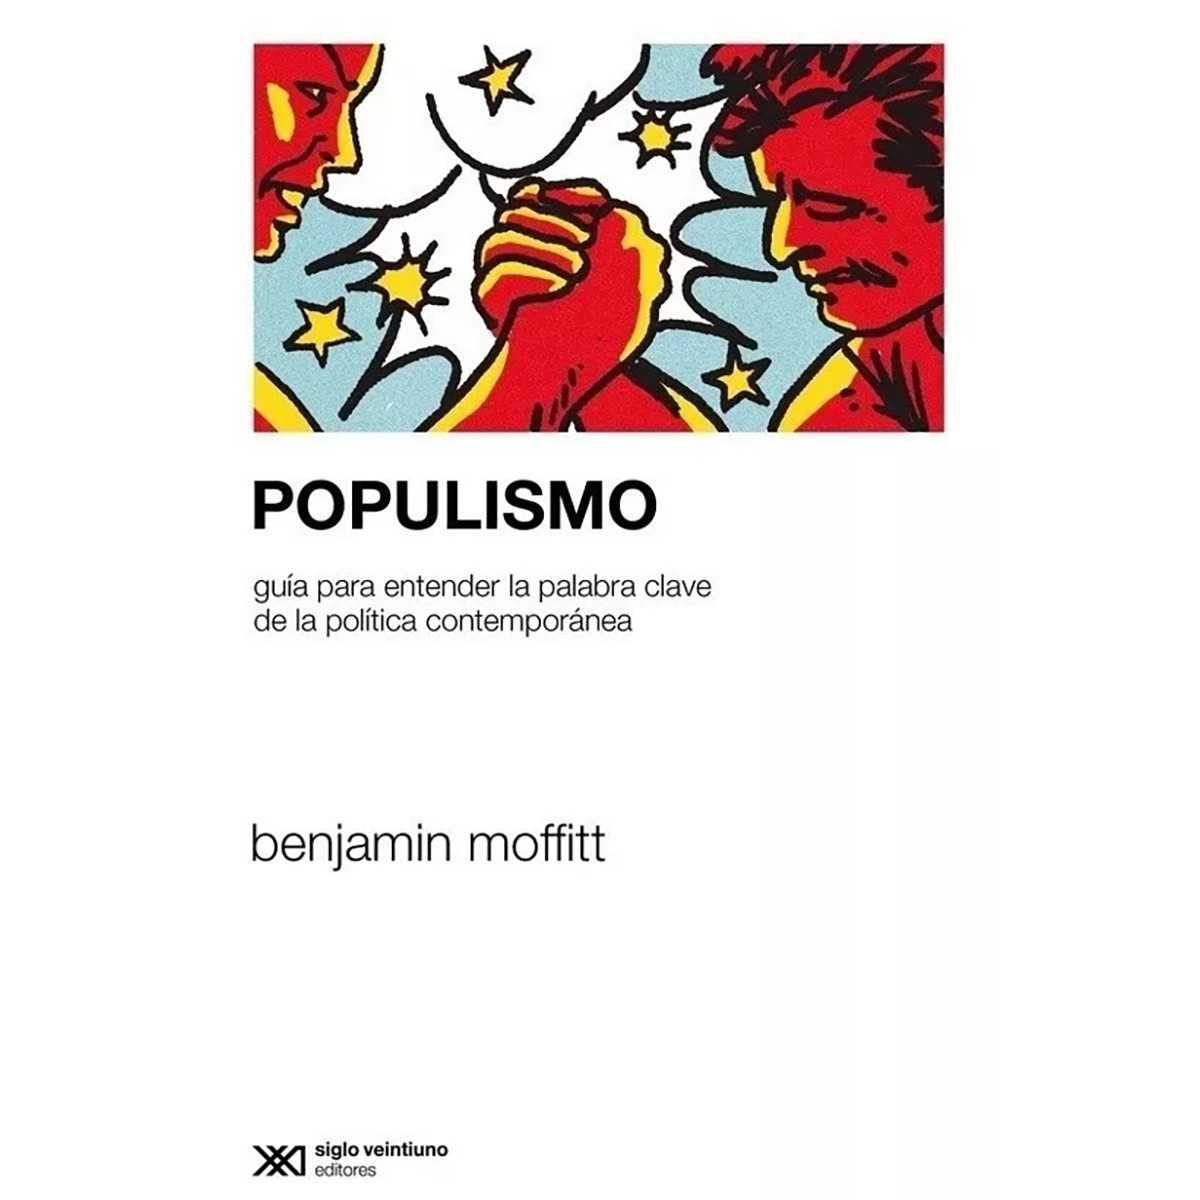 POPULISMO
guía para entender la palabra clave
de la política contemporánea
benjamin moffitt
siglo veintiuno
editores